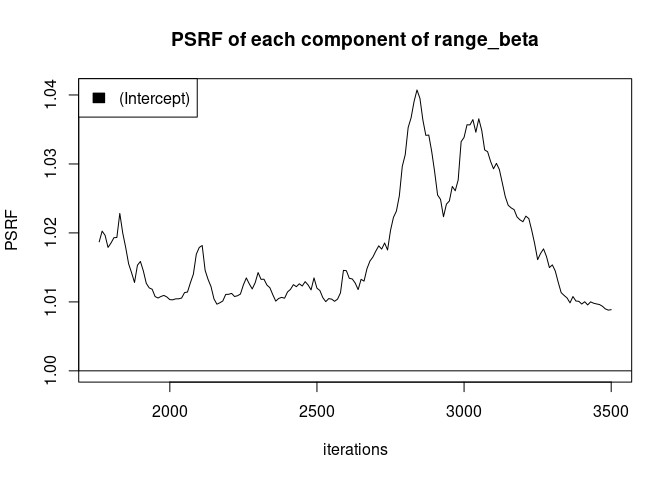 PSRF of each component of range_beta
(Intercept)
1.04
1.03
1.02
1.01
1.00
PSRF
2000 2500 3000 3500
iterations